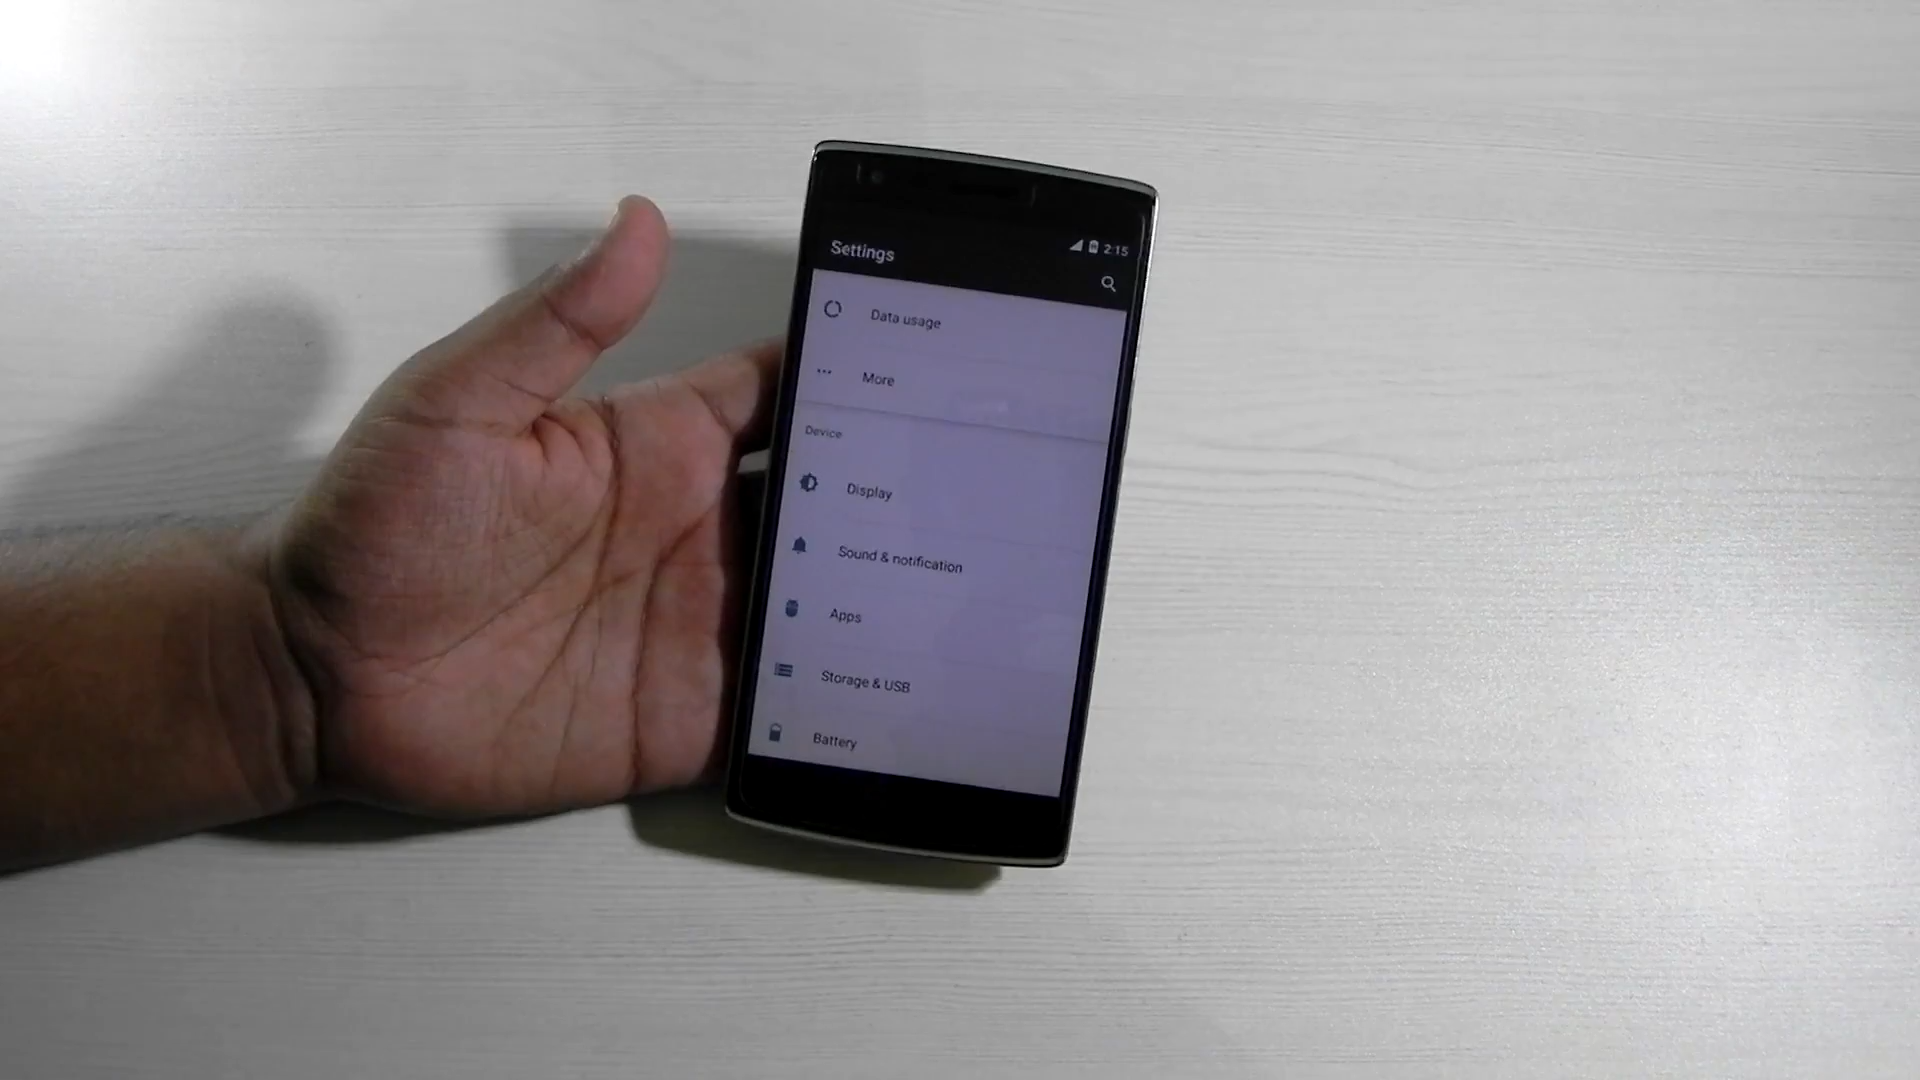 2:15
Settings
Data usage
More
Device
Display
Sound & notification
Apps
Storage & USB
Battery